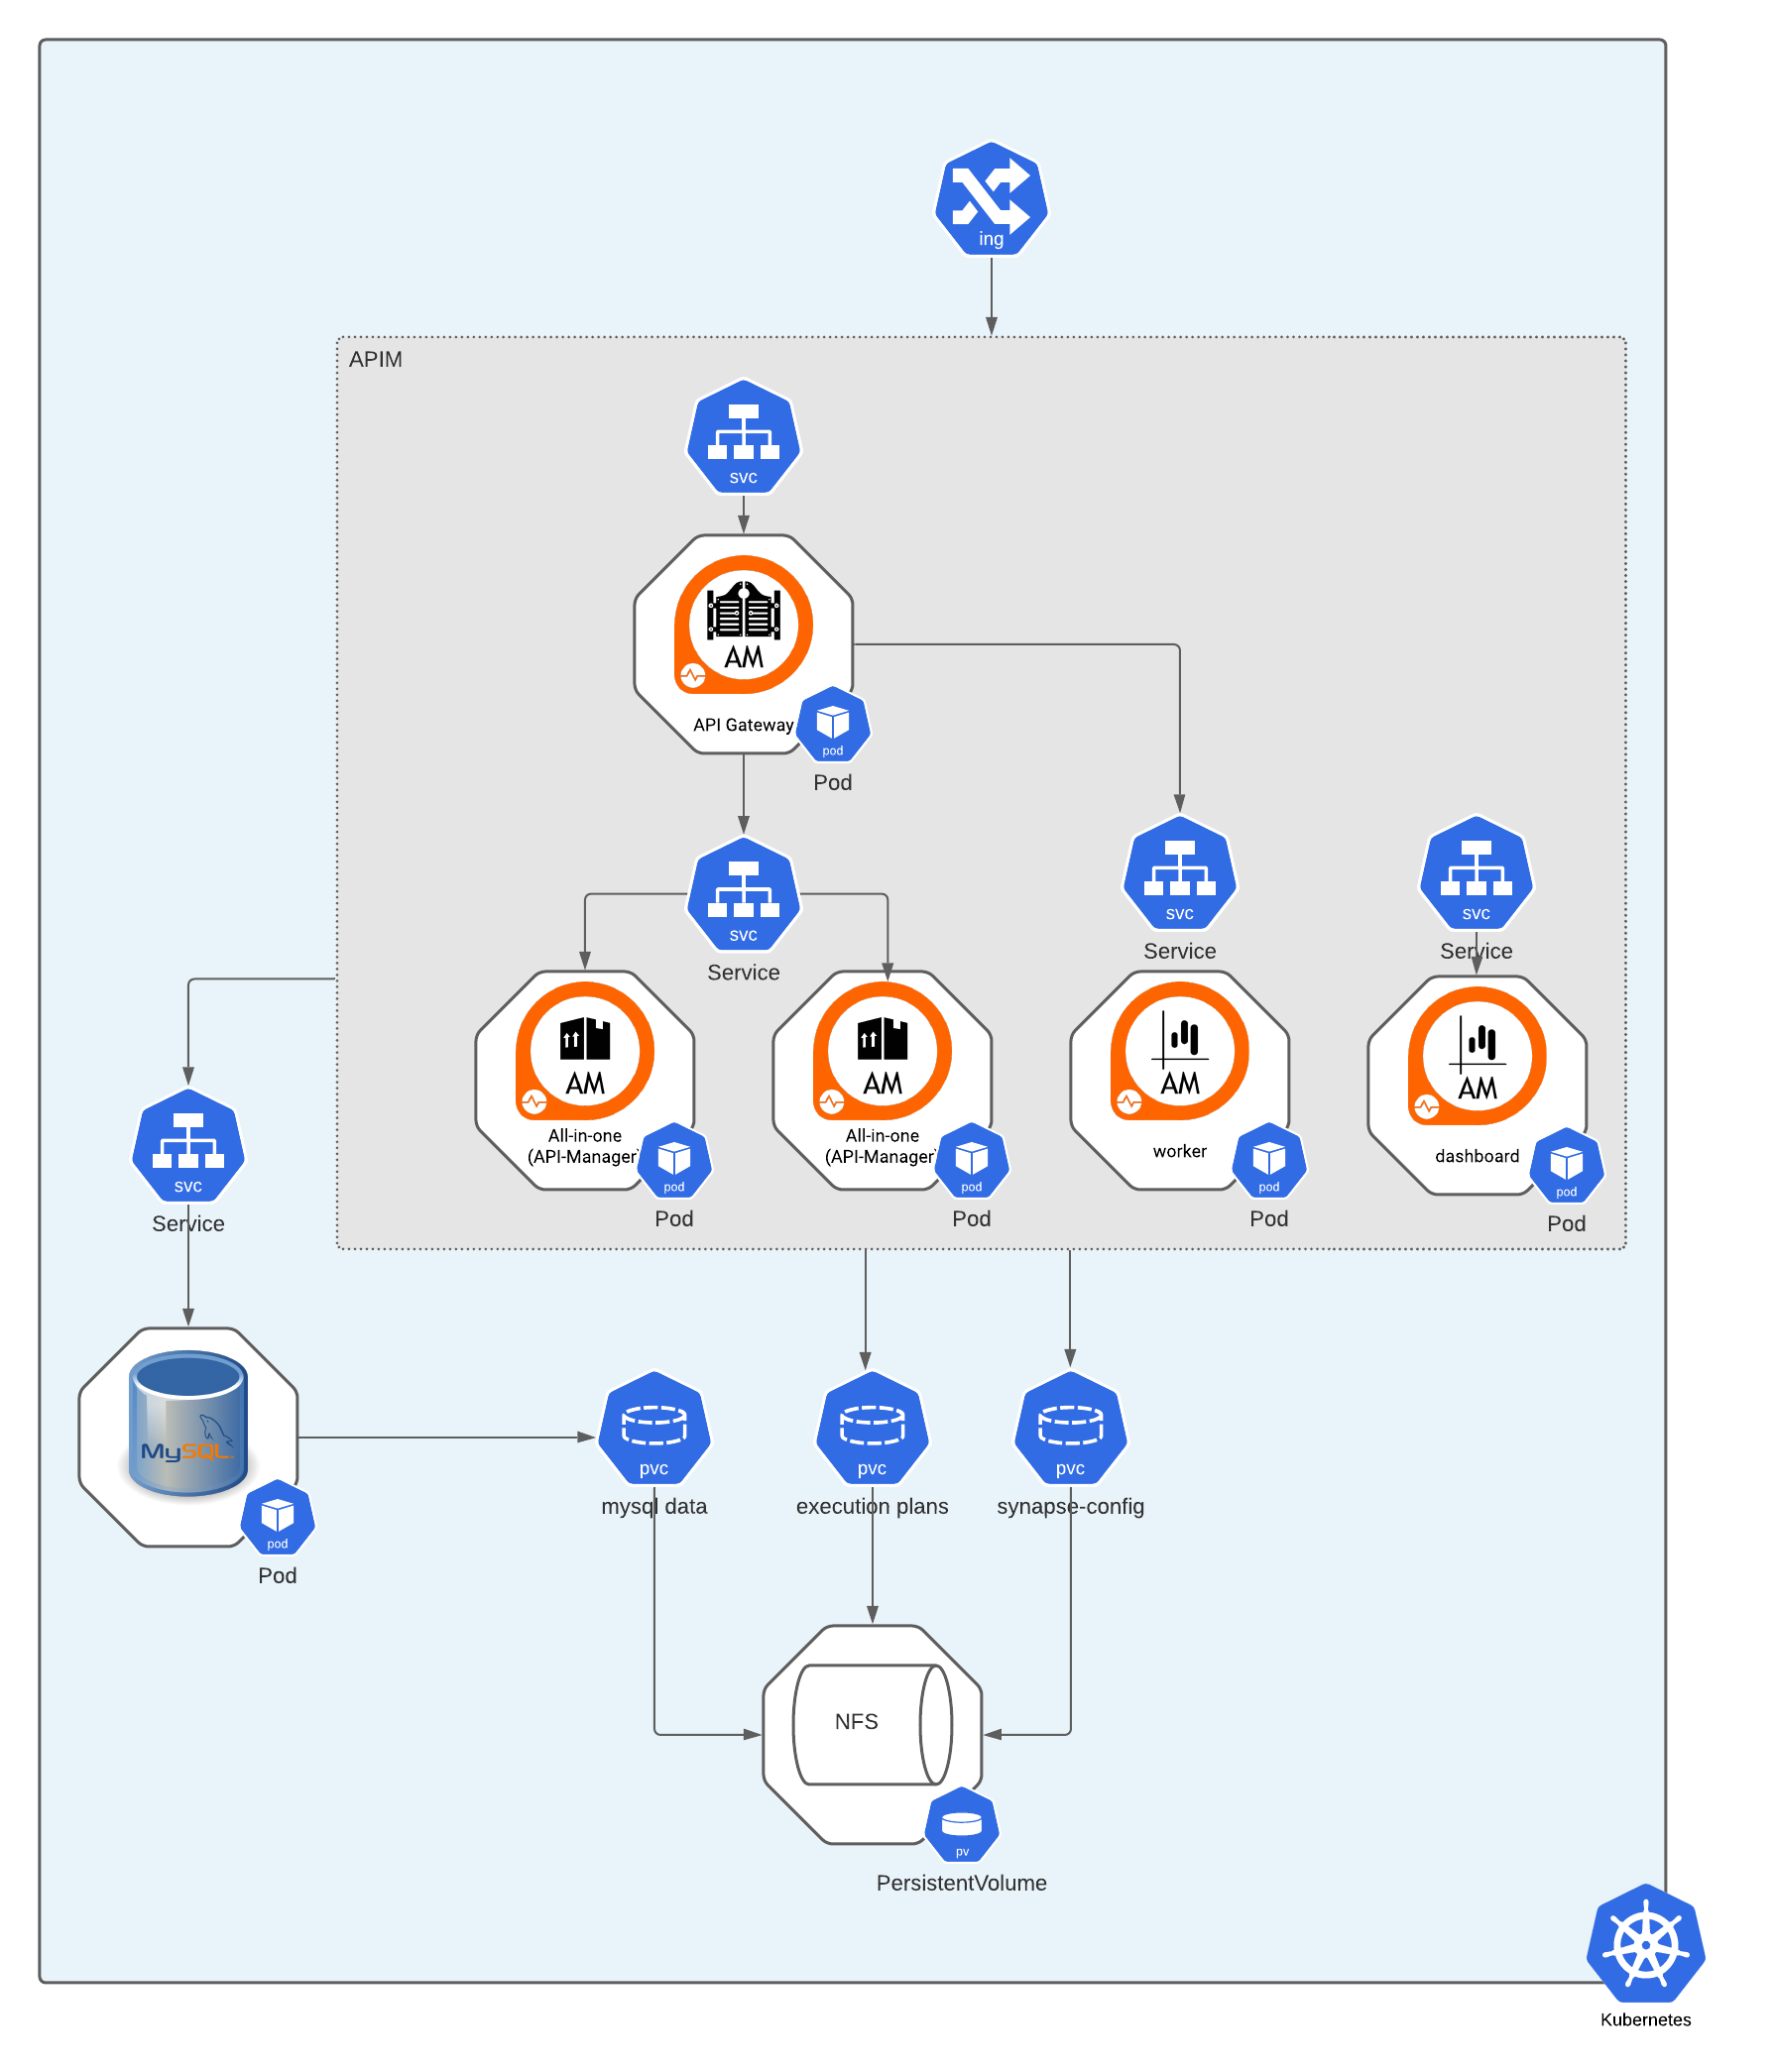 ing
APIM
svc
AM
API Gateway
pod
Pod
svc
Service
svc
Service
svc
Service
AM
All-in-one
(API-Manager)
pod
Pod
AM
All-in-one
(API-Manager)
pod
Pod
AM
worker
pod
Pod
AM
dashboard
pod
Pod
svc
Service
MySQL
pod
Pod
pvc
mysql data
pvc
execution plans
pvc
synapse-config
NFS
pv
PersistentVolume
Kubernetes